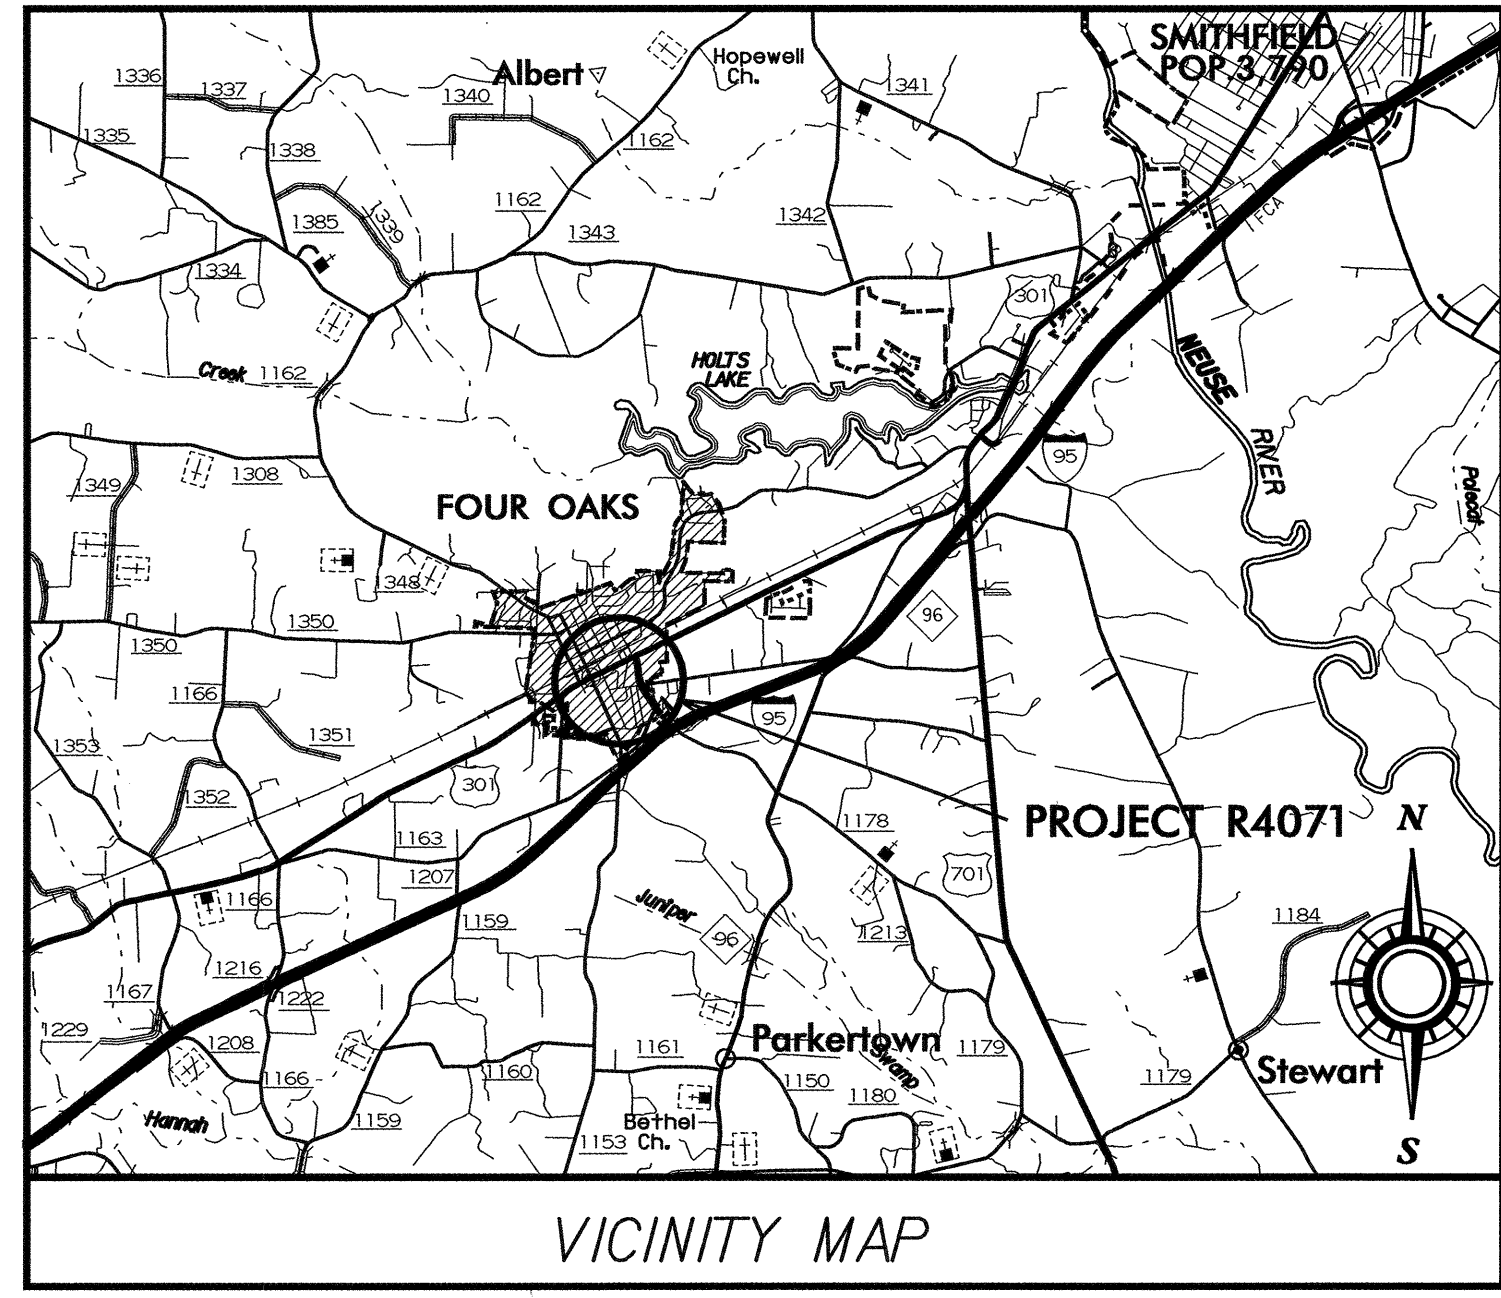 SMITHFIELD
POP 3,790
Hopewell
Ch.
Albert
1336
1337
1340
1341
1335
1338
1162
1162
1385
1339
1343
1342
FCA
1334
301
NEUSE
RIVER
HOLTS
LAKE
Creek
1162
95
Polecat
1349
1308
FOUR OAKS
1348
96
1350
1350
1166
1351
95
1353
301
1352
PROJECT R4071
N
1163
1178
1207
701
1166
Juniper
1159
96
1213
1184
1216
1167
1222
1229
1208
Parkertown
1161
Swamp
1179
1166
1160
1150
1180
1179
Stewart
Hannah
1159
Bethel
Ch.
1153
S
VICINITY MAP